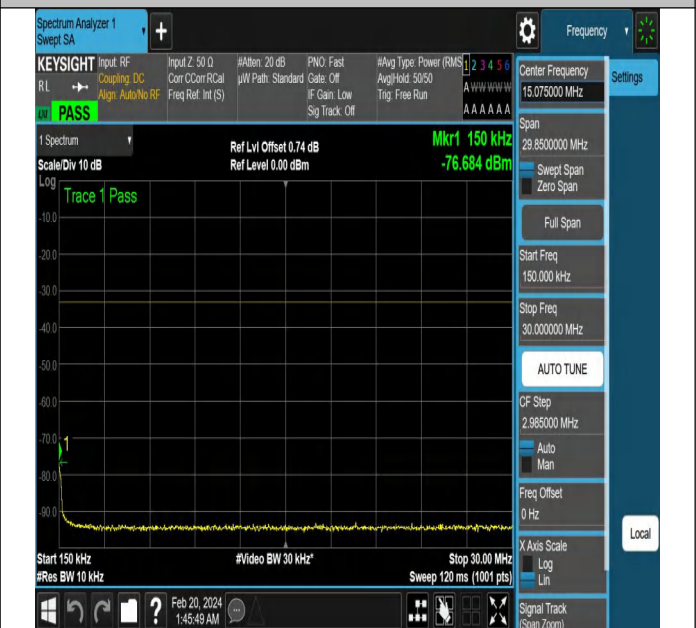 Spectrum Analyzer 1
Swept SA
+
Frequency
KEYSIGHT
RL
PASS
Input: RF
Coupling: DC
Align: Auto/No RF
Input Z: 50 Ω
Corr CCorr RCal
Freq Ref: Int (S)
#Atten: 20 dB
µW Path: Standard
PNO: Fast
Gate: Off
IF Gain: Low
Sig Track: Off
#Avg Type: Power (RMS
Avg|Hold: 50/50
Trig: Free Run
1 2 3 4 5 6
A W W W W W
A A A A A A
1 Spectrum
Scale/Div 10 dB
Ref Lvl Offset 0.74 dB
Ref Level 0.00 dBm
Mkr1 150 kHz
-76.684 dBm
Log
Trace 1 Pass
-10.0
-20.0
-30.0
-40.0
-50.0
-60.0
-70.0
1
-80.0
-90.0
Start 150 kHz
#Video BW 30 kHz*
Stop 30.00 MHz
#Res BW 10 kHz
Sweep 120 ms (1001 pts)
?
Feb 20, 2024
1:45:49 AM
Center Frequency
15.075000 MHz
Settings
Span
29.8500000 MHz
Swept Span
Zero Span
Full Span
Start Freq
150.000 kHz
Stop Freq
30.000000 MHz
AUTO TUNE
CF Step
2.985000 MHz
Auto
Man
Freq Offset
0 Hz
Local
X Axis Scale
Log
Lin
Signal Track
(Span Zoom)